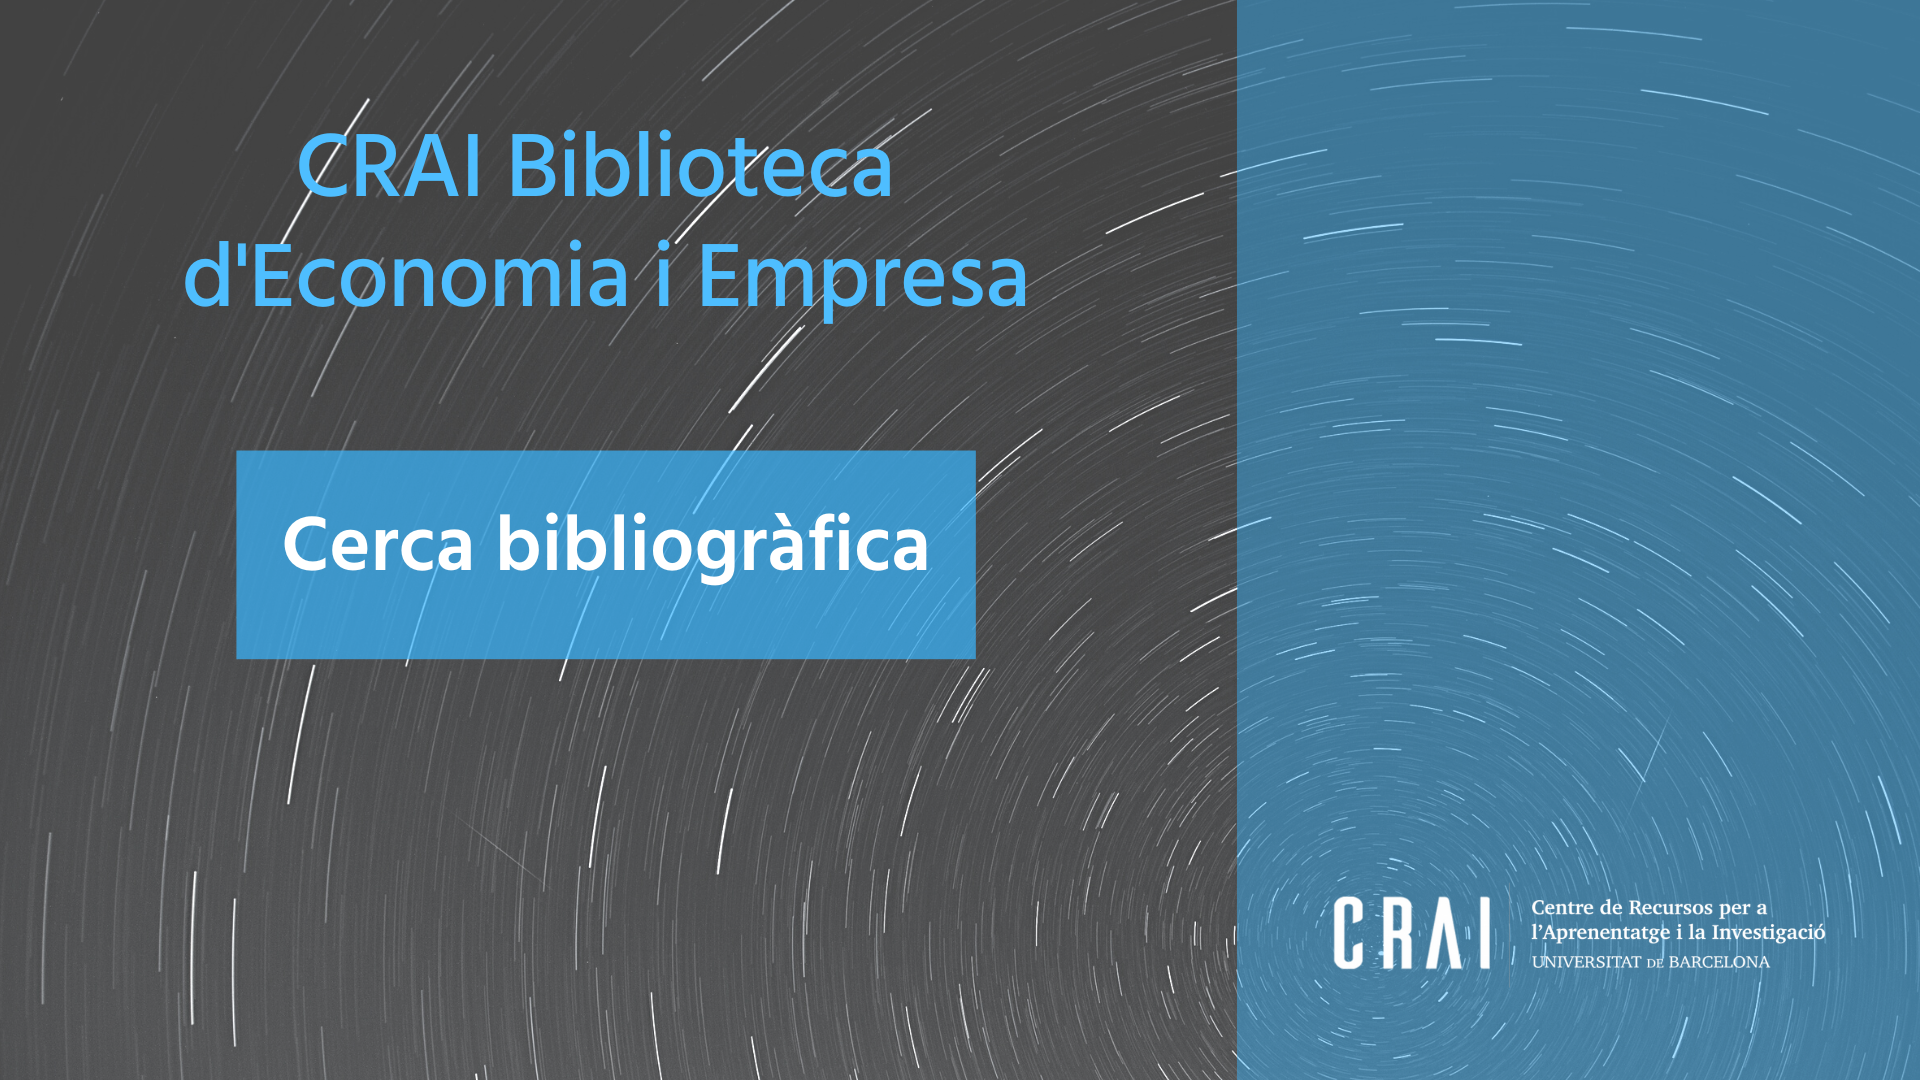 CRAI Biblioteca
d'Economia i Empresa
Cerca bibliogràfica
CRAI
Centre de Recursos per a
l'Aprenentatge i la Investigació
UNIVERSITAT DE BARCELONA